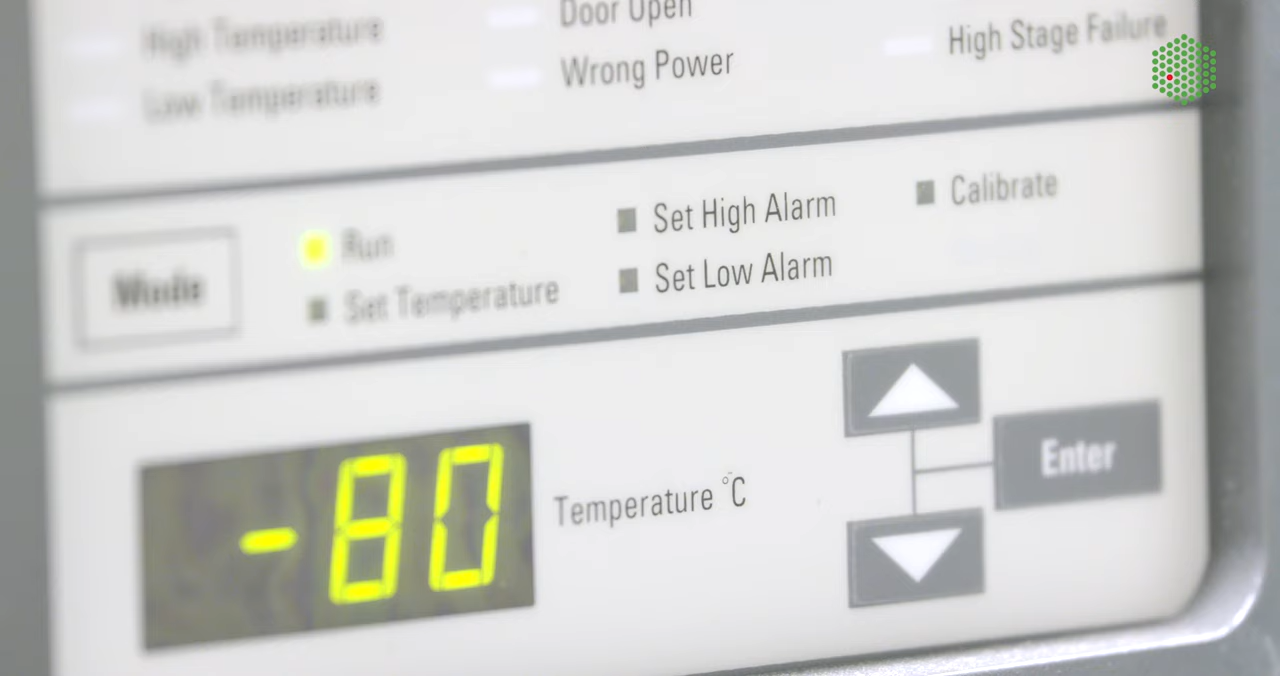 High Temperature
Low Temperature
Door Open
Wrong Power
High Stage Failure
Mode
Run
Set Temperature
Set High Alarm
Set Low Alarm
Calibrate
-80
Temperature °C
Enter